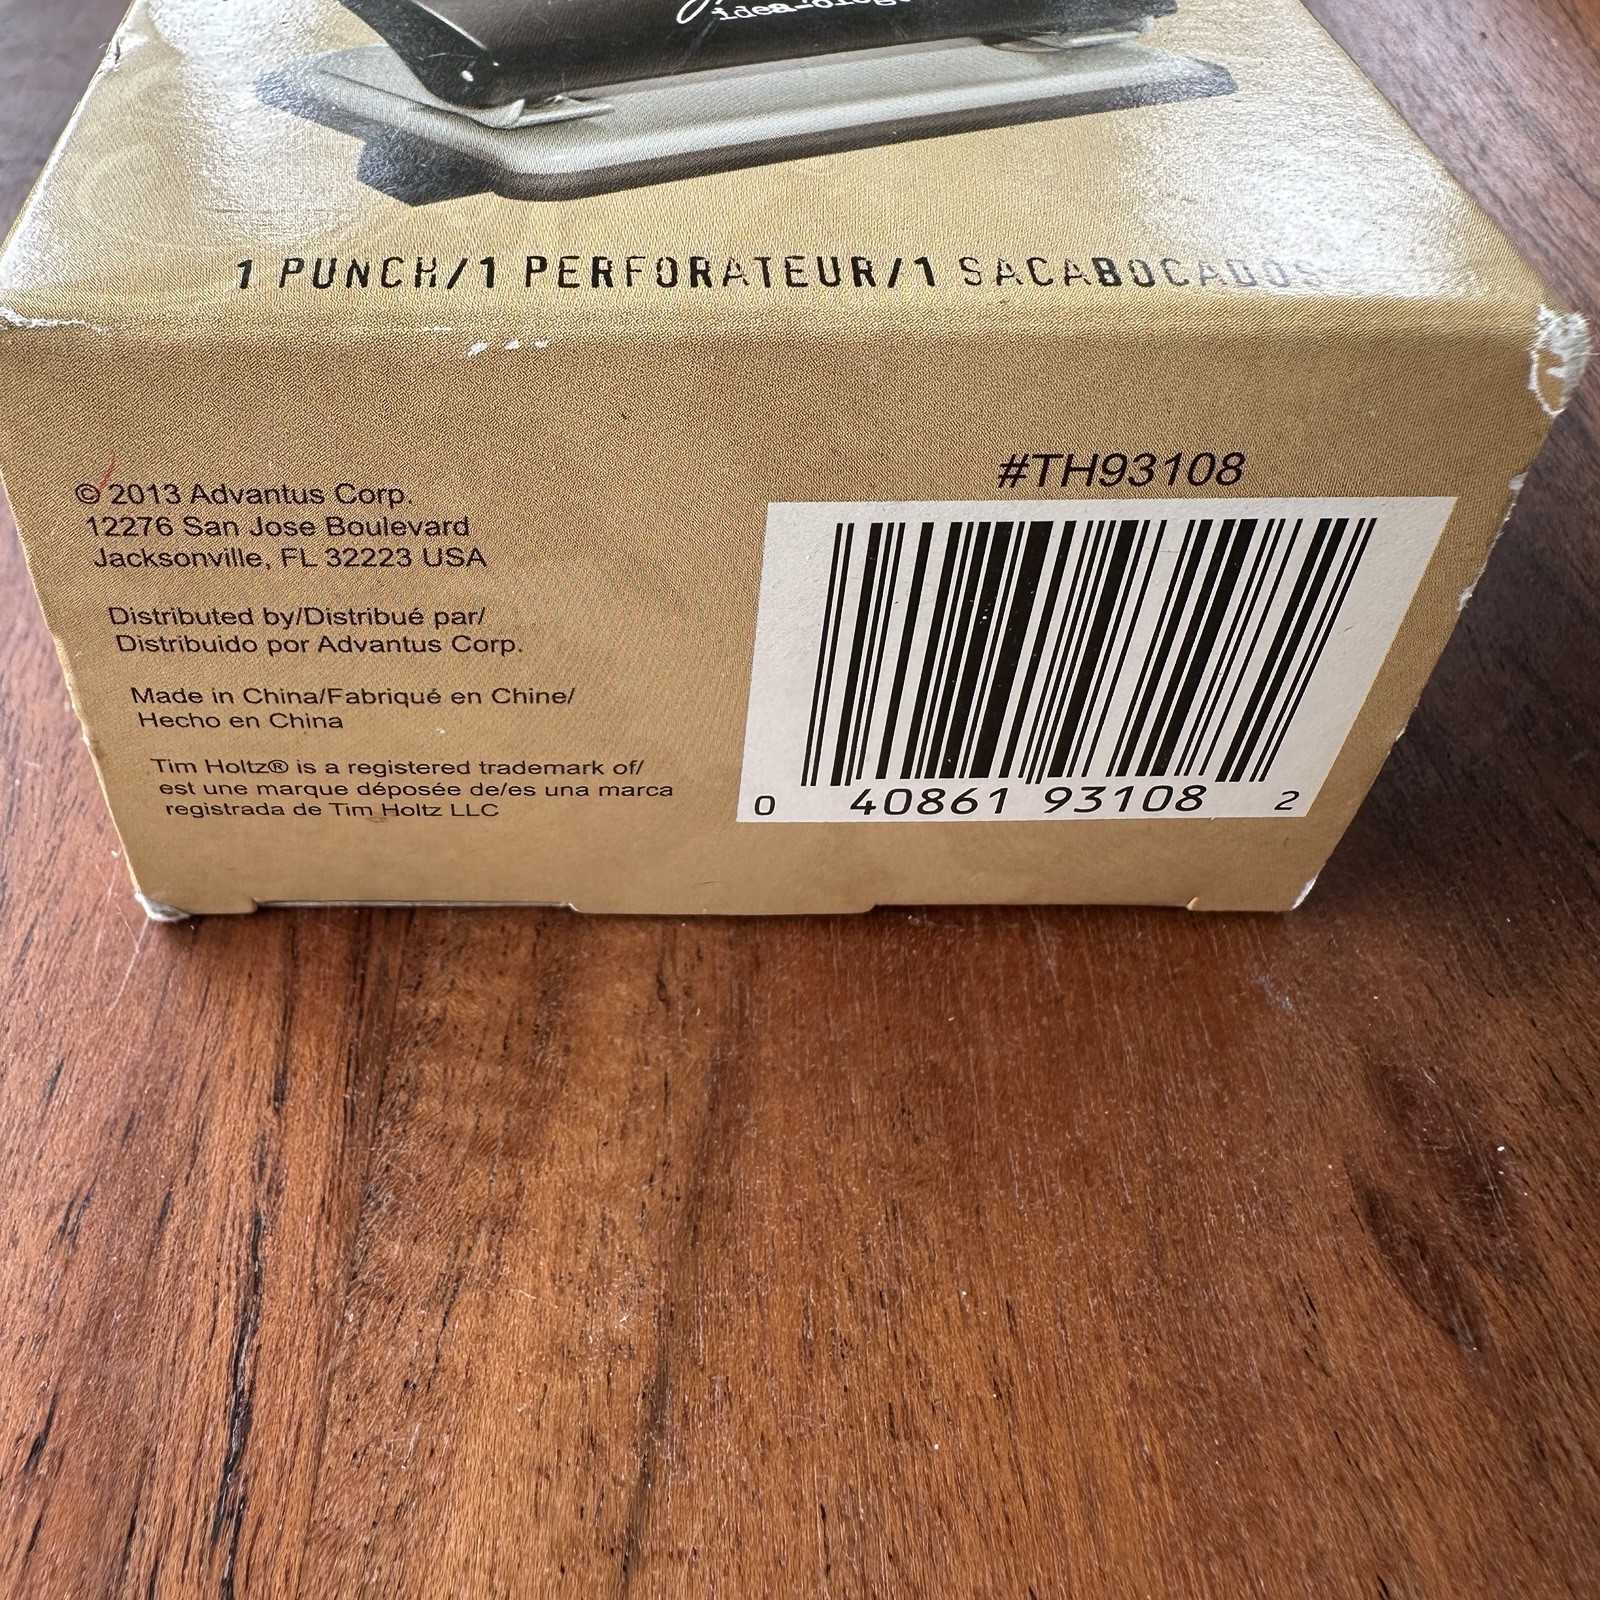 idea-ology
1 PUNCH/1 PERFORATEUR/1 SACABOCADOS
#TH93108
© 2013 Advantus Corp.
12276 San Jose Boulevard
Jacksonville, FL 32223 USA
Distributed by/Distribué par/
Distribuido por Advantus Corp.
Made in China/Fabriqué en Chine/
Hecho en China
Tim Holtz® is a registered trademark of/
est une marque déposée de/es una marca
registrada de Tim Holtz LLC
0 40861 93108 2